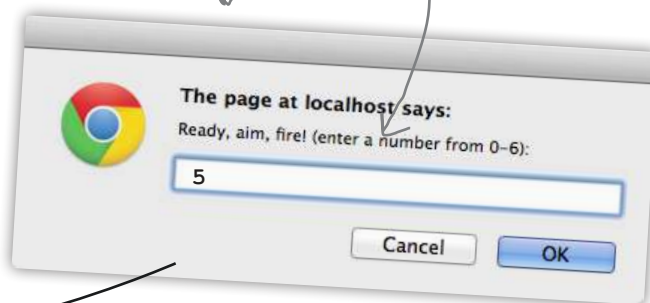 The page at localhost says:
Ready, aim, fire! (enter a number from 0–6):
5
Cancel
OK